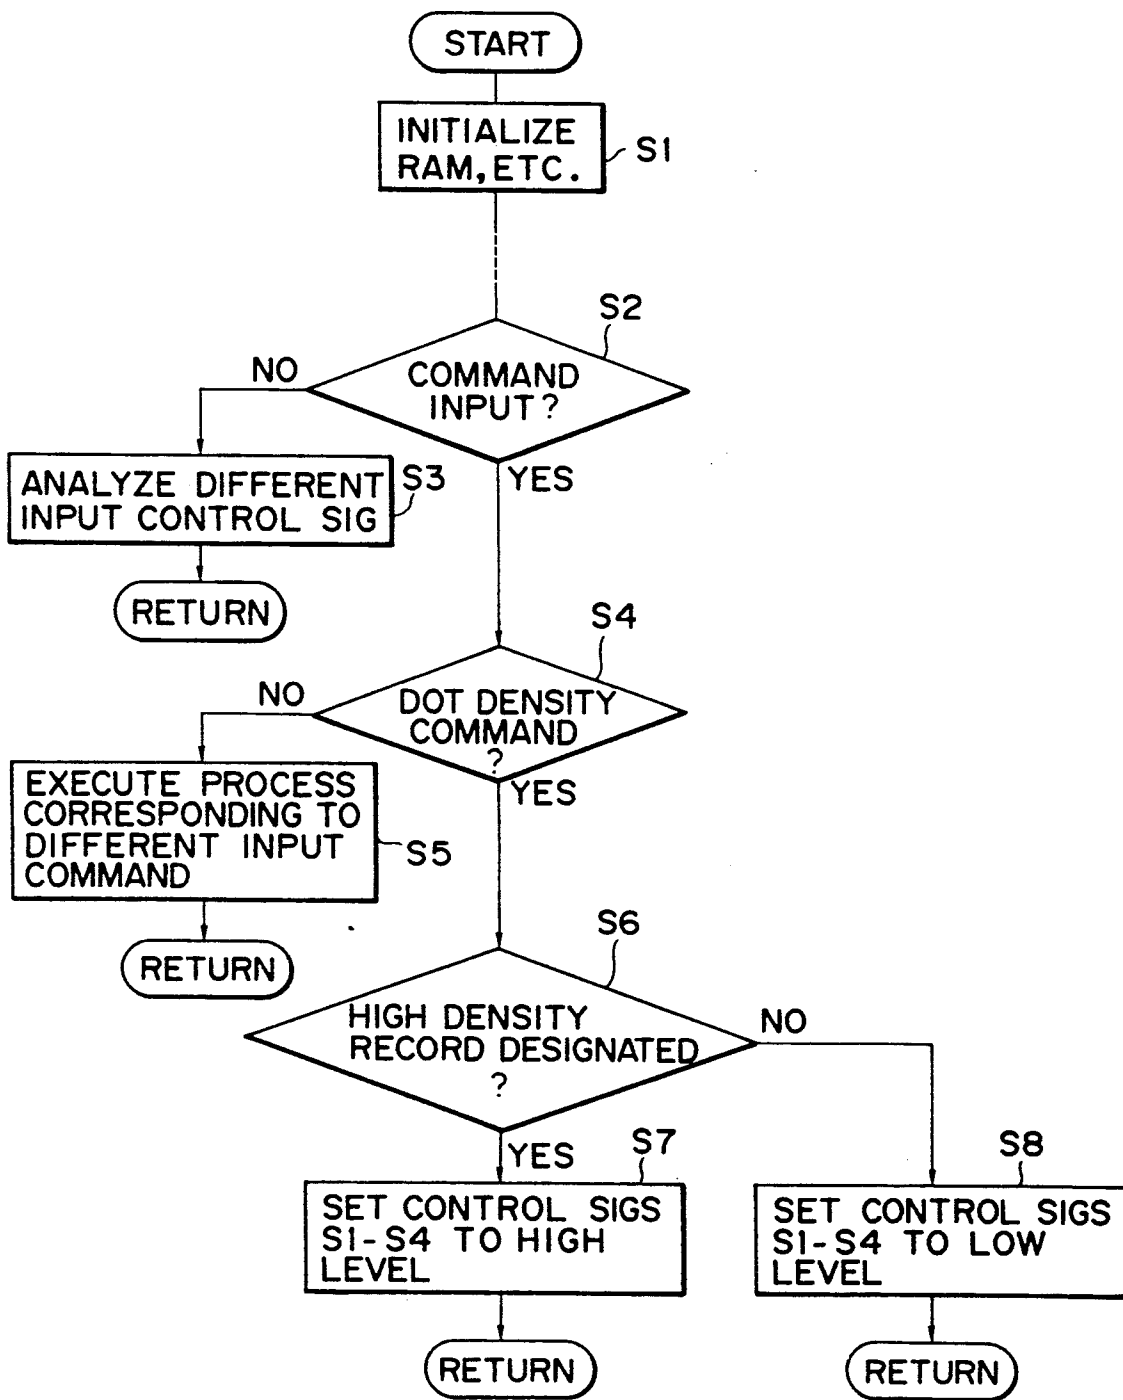 START
INITIALIZE
RAM, ETC.
S1
S2
COMMAND
INPUT?
NO
YES
ANALYZE DIFFERENT
INPUT CONTROL SIG
S3
RETURN
S4
DOT DENSITY
COMMAND
?
NO
YES
EXECUTE PROCESS
CORRESPONDING TO
DIFFERENT INPUT
COMMAND
S5
RETURN
S6
HIGH DENSITY
RECORD DESIGNATED
?
NO
YES
S7
SET CONTROL SIGS
S1-S4 TO HIGH
LEVEL
RETURN
S8
SET CONTROL SIGS
S1-S4 TO LOW
LEVEL
RETURN